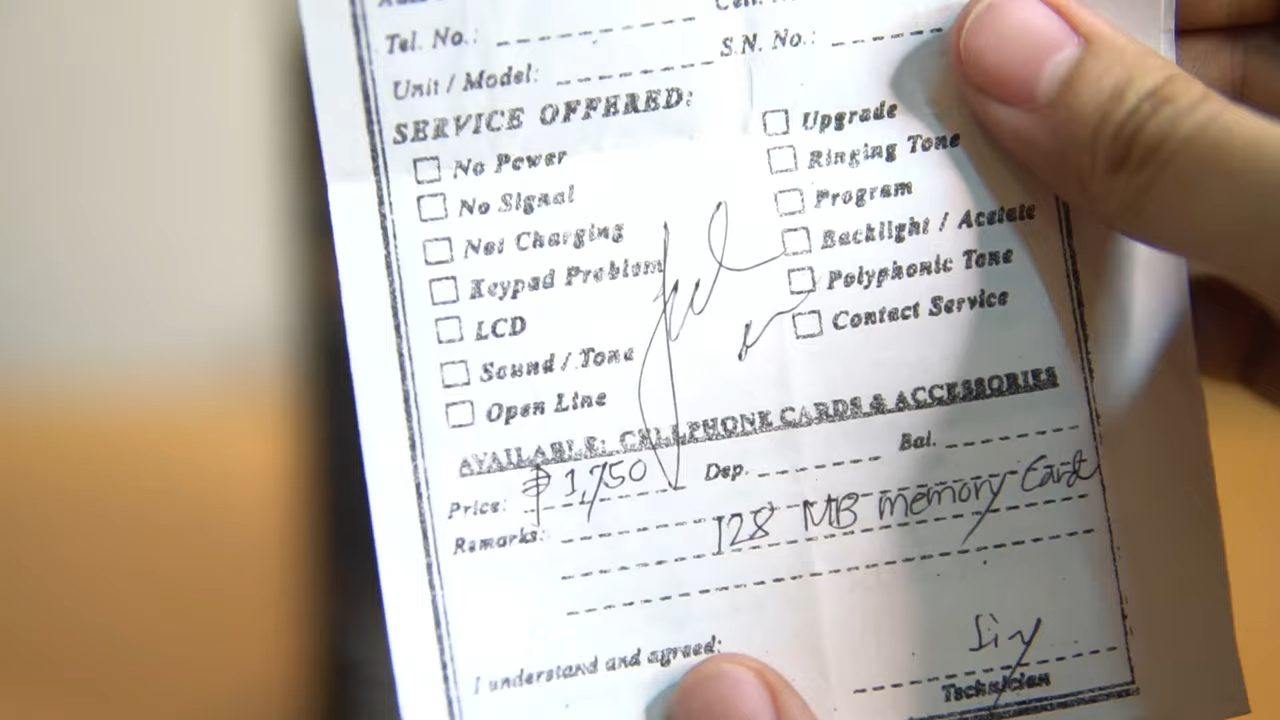 Tel. No.:
S.N. No.:
Unit / Model:
SERVICE OFFERED:
No Power
No Signal
Not Charging
Keypad Problem
LCD
Sound / Tone
Open Line
Upgrade
Ringing Tone
Program
Backlight / Acetate
Polyphonic Tone
Contact Service
AVAILABLE: CELLPHONE CARDS & ACCESSORIES
Price: ₱ 1,750 Dep. Bal.
Remarks: 128 MB memory Card
I understand and agreed:
Technician